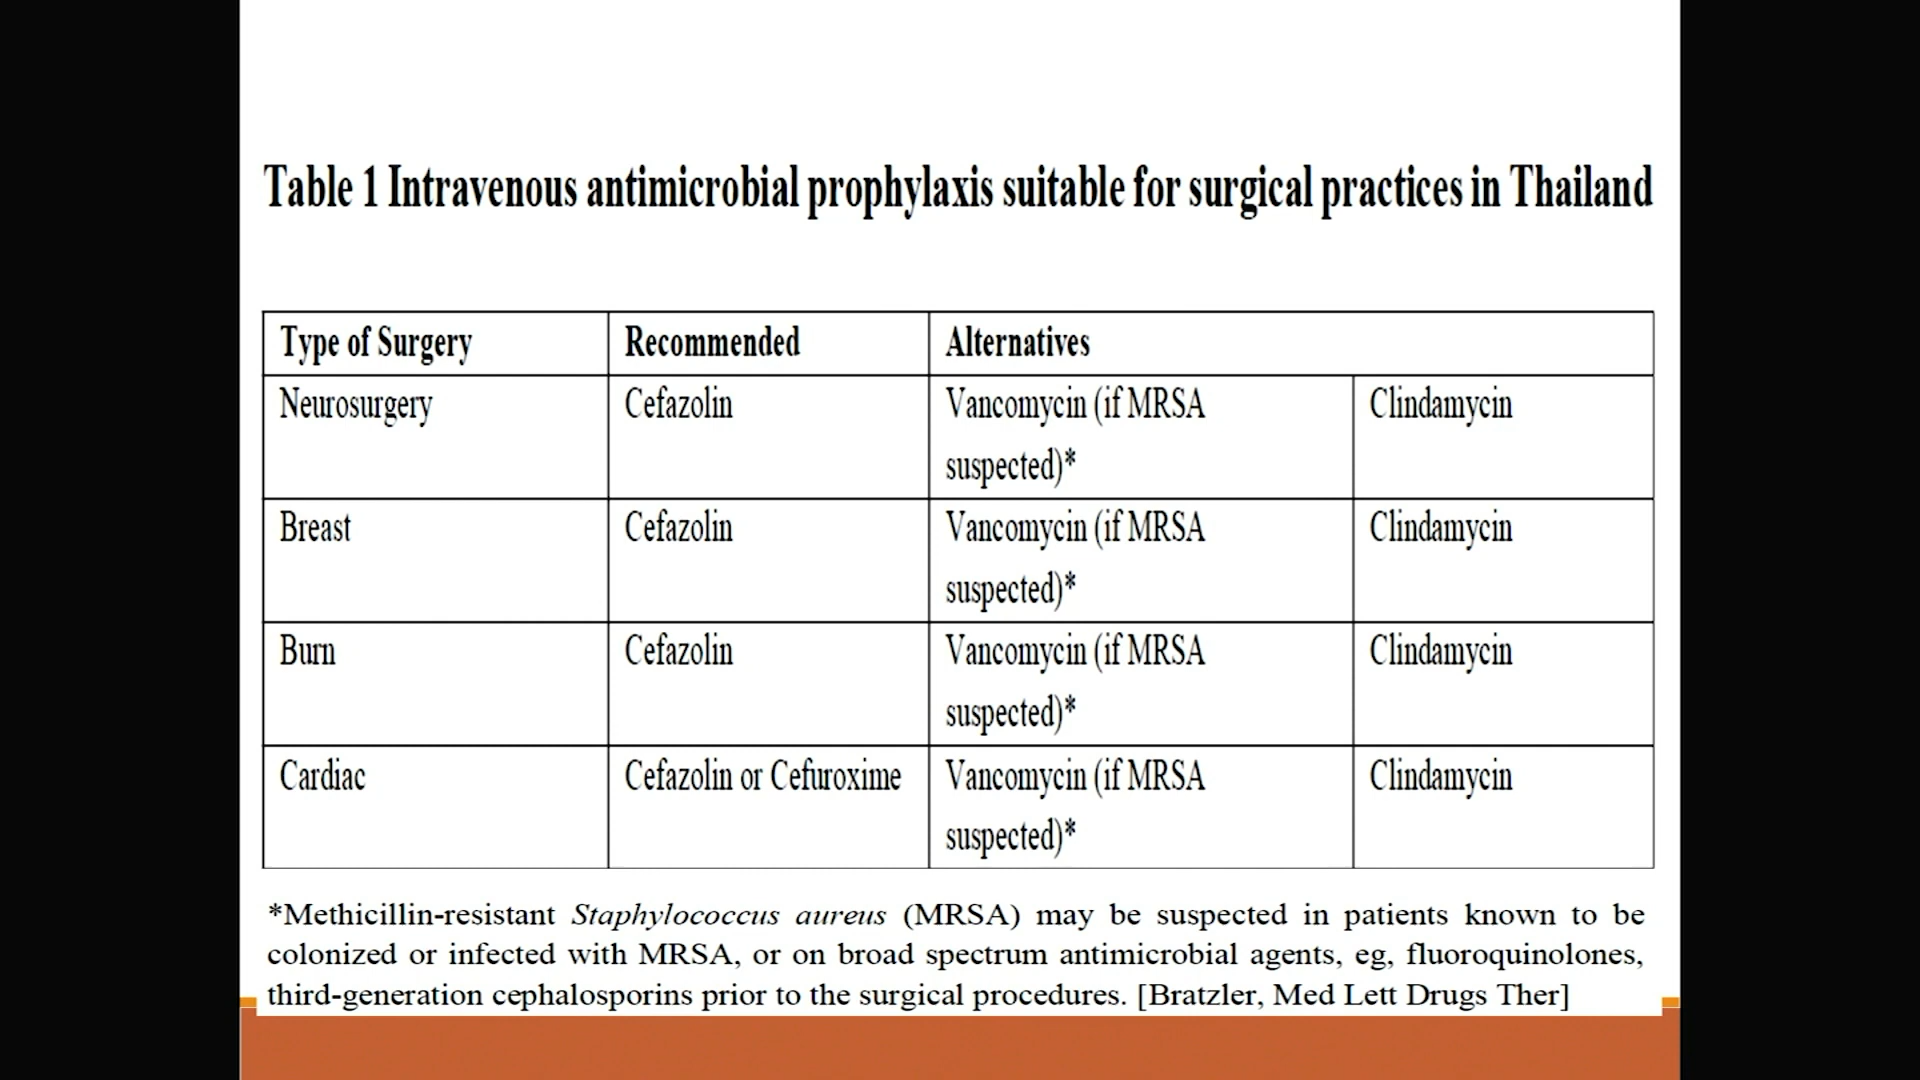 Table 1 Intravenous antimicrobial prophylaxis suitable for surgical practices in Thailand
Type of Surgery Recommended Alternatives
Neurosurgery Cefazolin Vancomycin (if MRSA suspected)* Clindamycin
Breast Cefazolin Vancomycin (if MRSA suspected)* Clindamycin
Burn Cefazolin Vancomycin (if MRSA suspected)* Clindamycin
Cardiac Cefazolin or Cefuroxime Vancomycin (if MRSA suspected)* Clindamycin
*Methicillin-resistant Staphylococcus aureus (MRSA) may be suspected in patients known to be
colonized or infected with MRSA, or on broad spectrum antimicrobial agents, eg, fluoroquinolones,
third-generation cephalosporins prior to the surgical procedures. [Bratzler, Med Lett Drugs Ther]